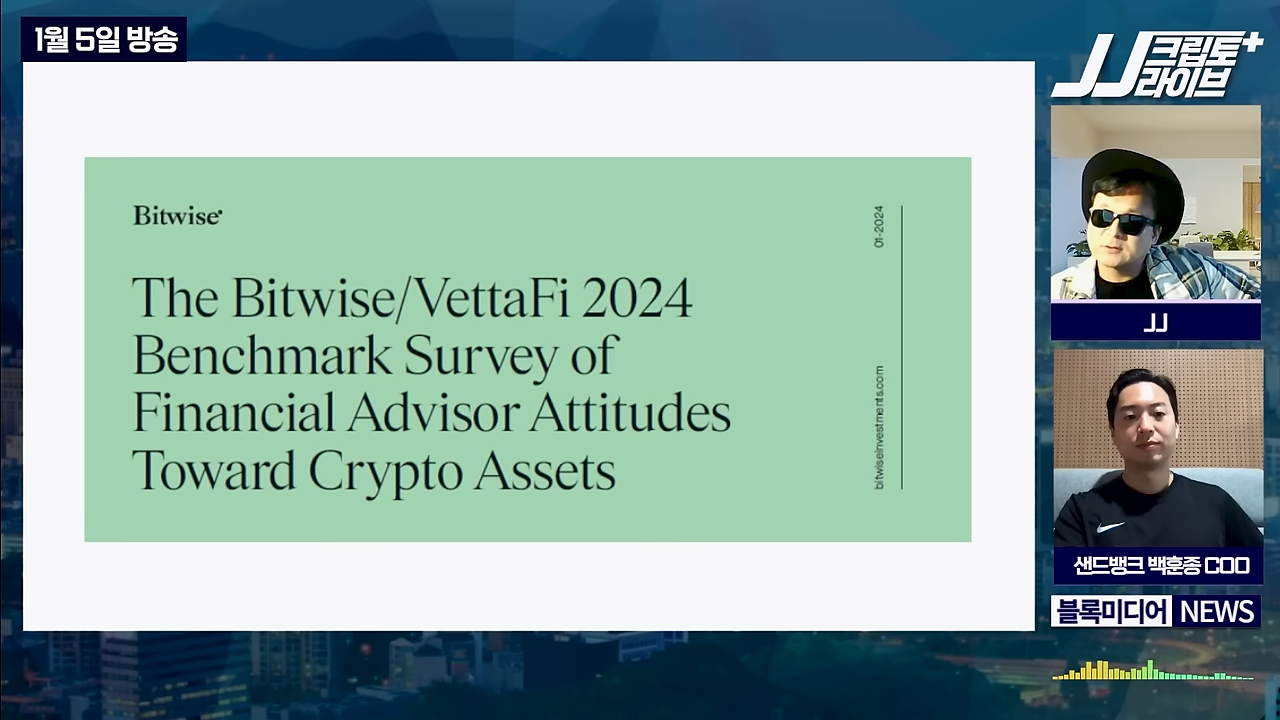 1월 5일 방송
JJ 크립토+
라이브
Bitwise
01-2024
The Bitwise/VettaFi 2024
Benchmark Survey of
Financial Advisor Attitudes
Toward Crypto Assets
bitwiseinvestments.com
JJ
샌드뱅크 백훈종 COO
블록미디어 NEWS